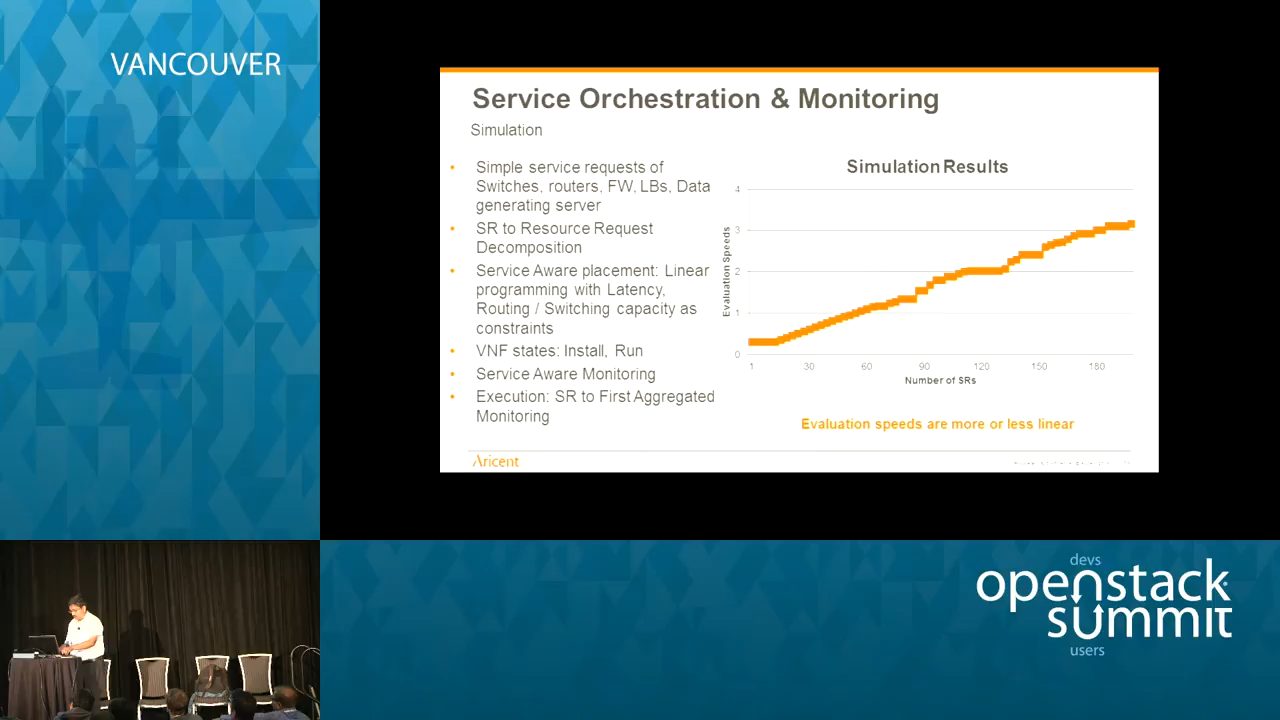 VANCOUVER
Service Orchestration & Monitoring
Simulation
• Simple service requests of
Switches, routers, FW, LBs, Data
generating server
• SR to Resource Request
Decomposition
• Service Aware placement: Linear
programming with Latency,
Routing / Switching capacity as
constraints
• VNF states: Install, Run
• Service Aware Monitoring
• Execution: SR to First Aggregated
Monitoring
Simulation Results
Evaluation Speeds
4
3
2
1
0
1 30 60 90 120 150 180
Number of SRs
Evaluation speeds are more or less linear
Aricent
devs
openstack
summit
users